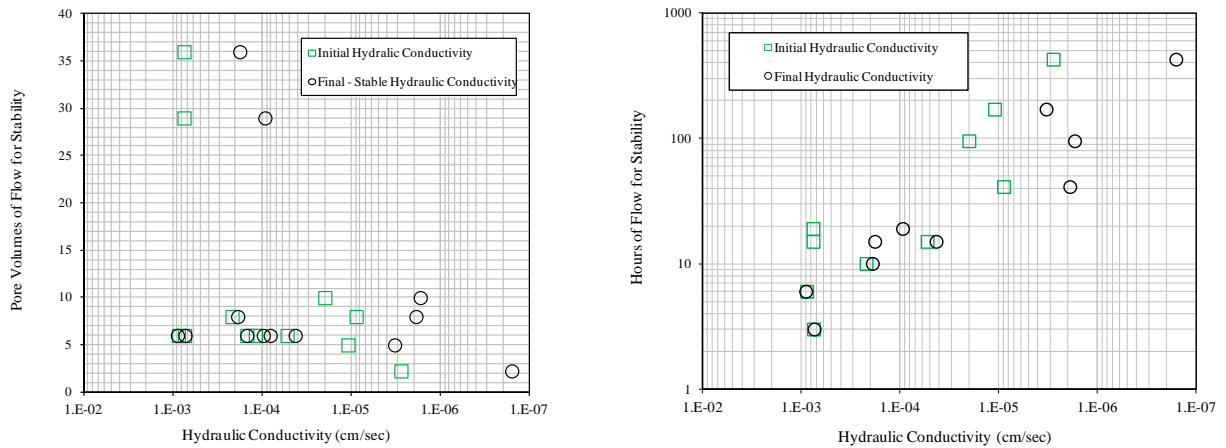 40
35
30
25
20
15
10
5
0
Pore Volumes of Flow for Stability
Initial Hydralic Conductivity
Final - Stable Hydraulic Conductivity
1.E-02 1.E-03 1.E-04 1.E-05 1.E-06 1.E-07
Hydraulic Conductivity (cm/sec)
1000
100
10
1
Hours of Flow for Stability
Initial Hydraulic Conductivity
Final Hydraulic Conductivity
1.E-02 1.E-03 1.E-04 1.E-05 1.E-06 1.E-07
Hydraulic Conductivity (cm/sec)